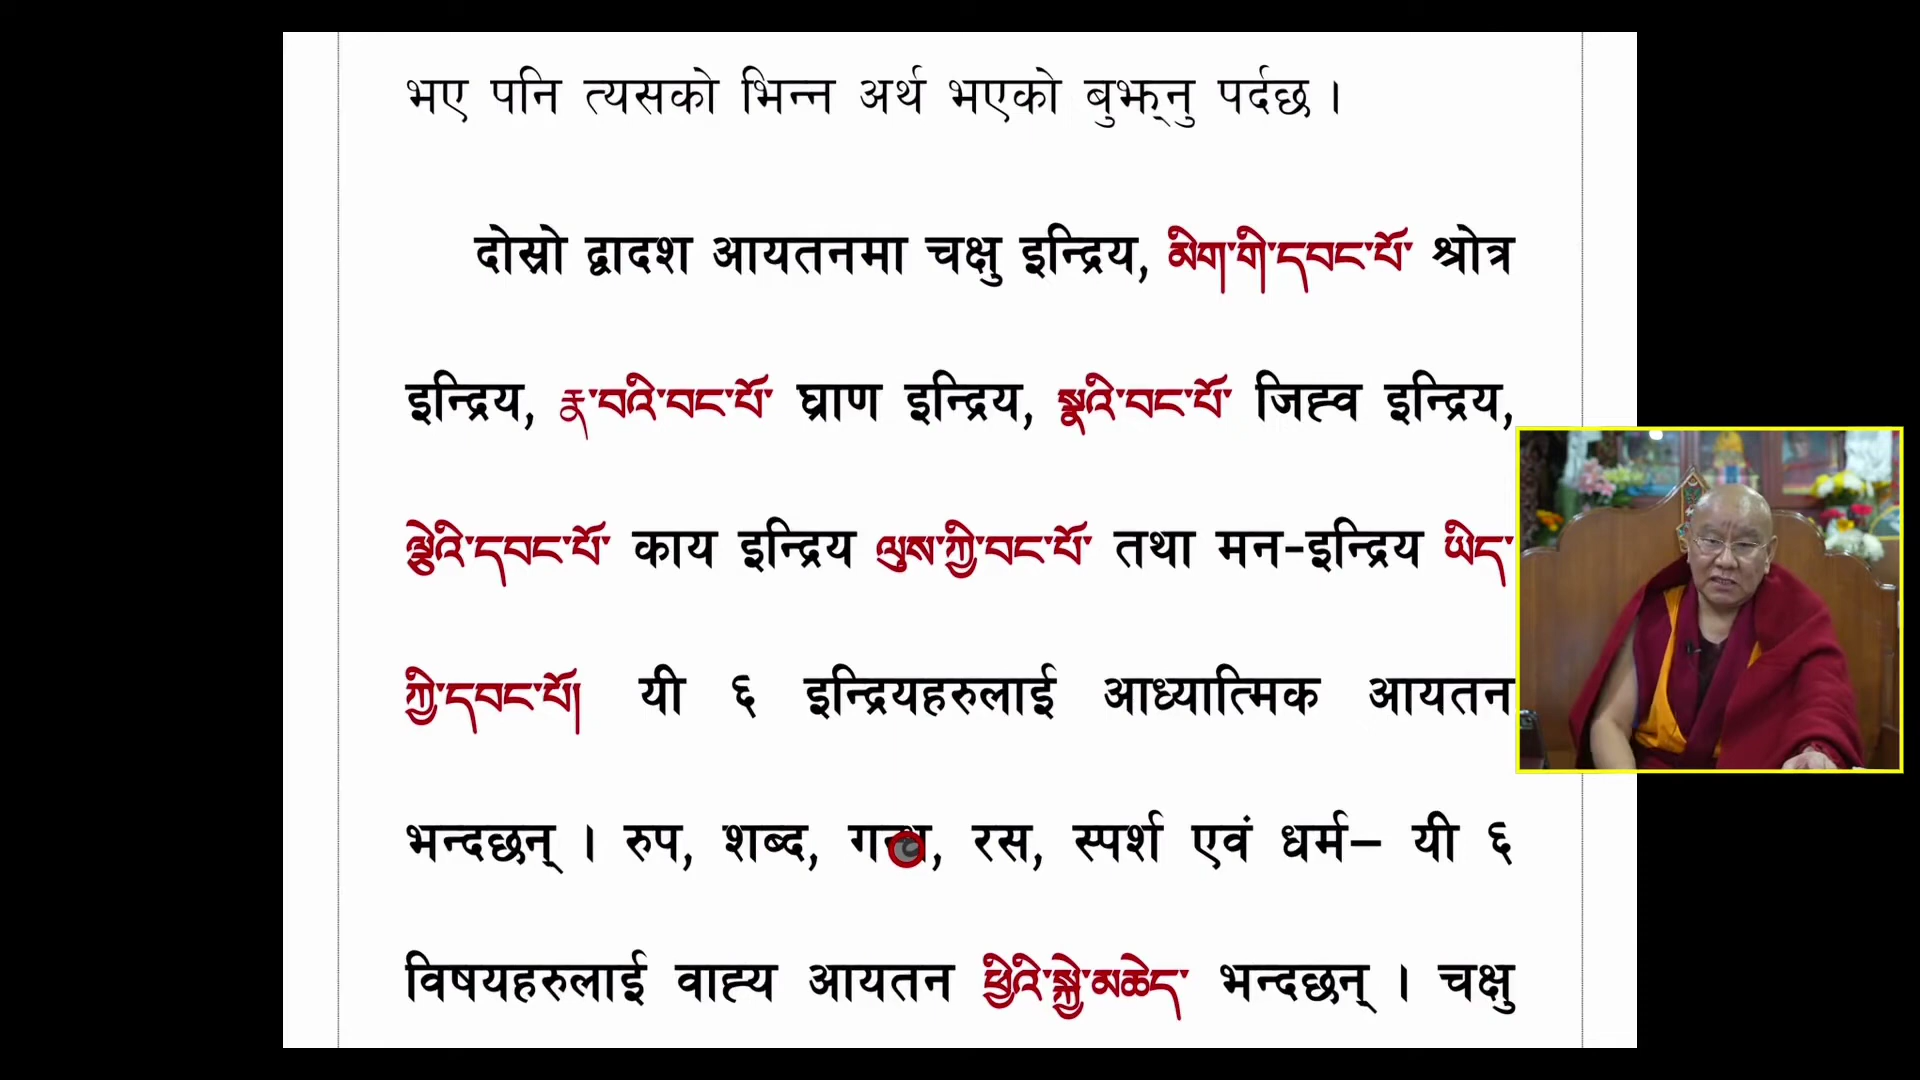 भए पनि त्यसको भिन्न अर्थ भएको बुझ्नु पर्दछ ।
दोस्रो द्वादश आयतनमा चक्षु इन्द्रिय, མིག་གི་དབང་པོ་ श्रोत्र
इन्द्रिय, རྣ་བའི་བང་པོ་ घ्राण इन्द्रिय, སྣའི་བང་པོ་ जिह्व इन्द्रिय,
ལྕེའི་དབང་པོ་ काय इन्द्रिय ལུས་ཀྱི་བང་པོ་ तथा मन-इन्द्रिय ཡིད་
ཀྱི་དབང་པོ། यी ६ इन्द्रियहरुलाई आध्यात्मिक आयतन
भन्दछन् । रुप, शब्द, गन्ध, रस, स्पर्श एवं धर्म– यी ६
विषयहरुलाई वाह्य आयतन ཕྱིའི་སྐྱེ་མཆེད་ भन्दछन् । चक्षु